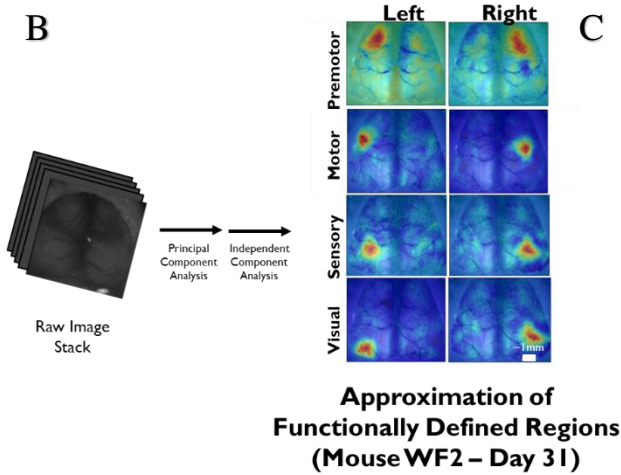 B
Left
Right
C
Premotor
Motor
Sensory
Visual
Principal
Component
Analysis
Independent
Component
Analysis
Raw Image
Stack
~1mm
Approximation of
Functionally Defined Regions
(Mouse WF2 – Day 31)